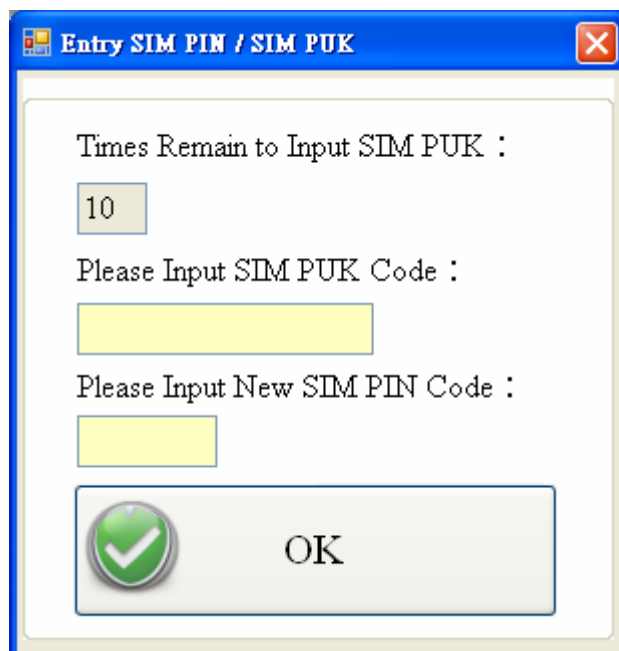 Entry SIM PIN / SIM PUK
Times Remain to Input SIM PUK：
10
Please Input SIM PUK Code：
Please Input New SIM PIN Code：
OK